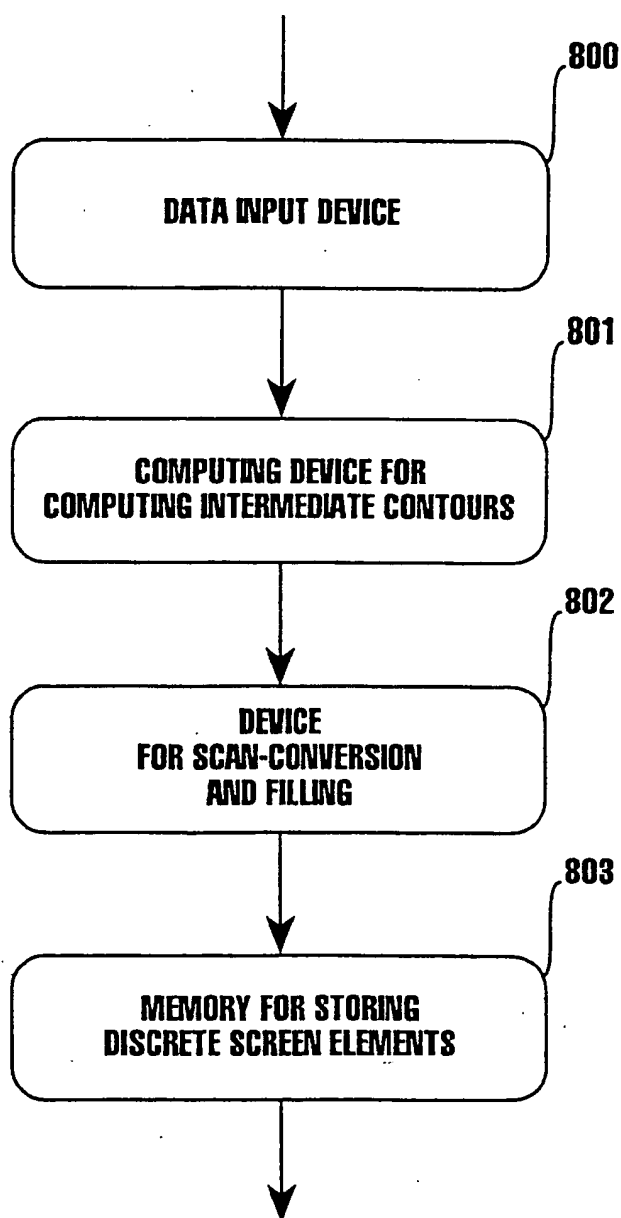 800
DATA INPUT DEVICE
801
COMPUTING DEVICE FOR
COMPUTING INTERMEDIATE CONTOURS
802
DEVICE
FOR SCAN-CONVERSION
AND FILLING
803
MEMORY FOR STORING
DISCRETE SCREEN ELEMENTS